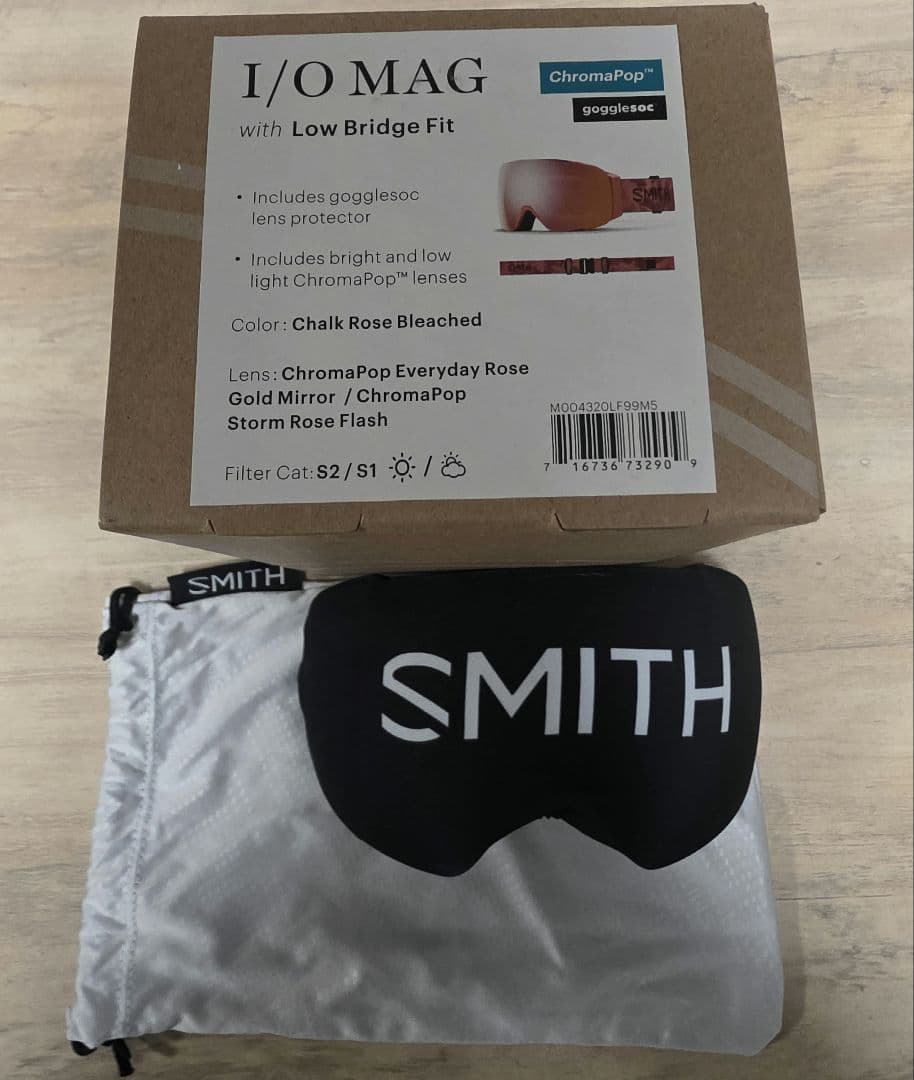 I/O MAG
with Low Bridge Fit
ChromaPop™
gogglesoc
• Includes gogglesoc
lens protector
• Includes bright and low
light ChromaPop™ lenses
SMITH
Color: Chalk Rose Bleached
Lens: ChromaPop Everyday Rose
Gold Mirror / ChromaPop
Storm Rose Flash
Filter Cat: S2 / S1 /
M004320LF99M5
7 16736 73290 9
SMITH
SMITH